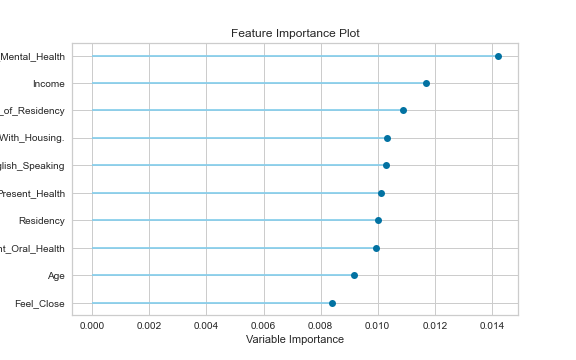 Feature Importance Plot
Mental_Health
Income
_of_Residency
With_Housing.
glish_Speaking
Present_Health
Residency
nt_Oral_Health
Age
Feel_Close
0.000 0.002 0.004 0.006 0.008 0.010 0.012 0.014
Variable Importance